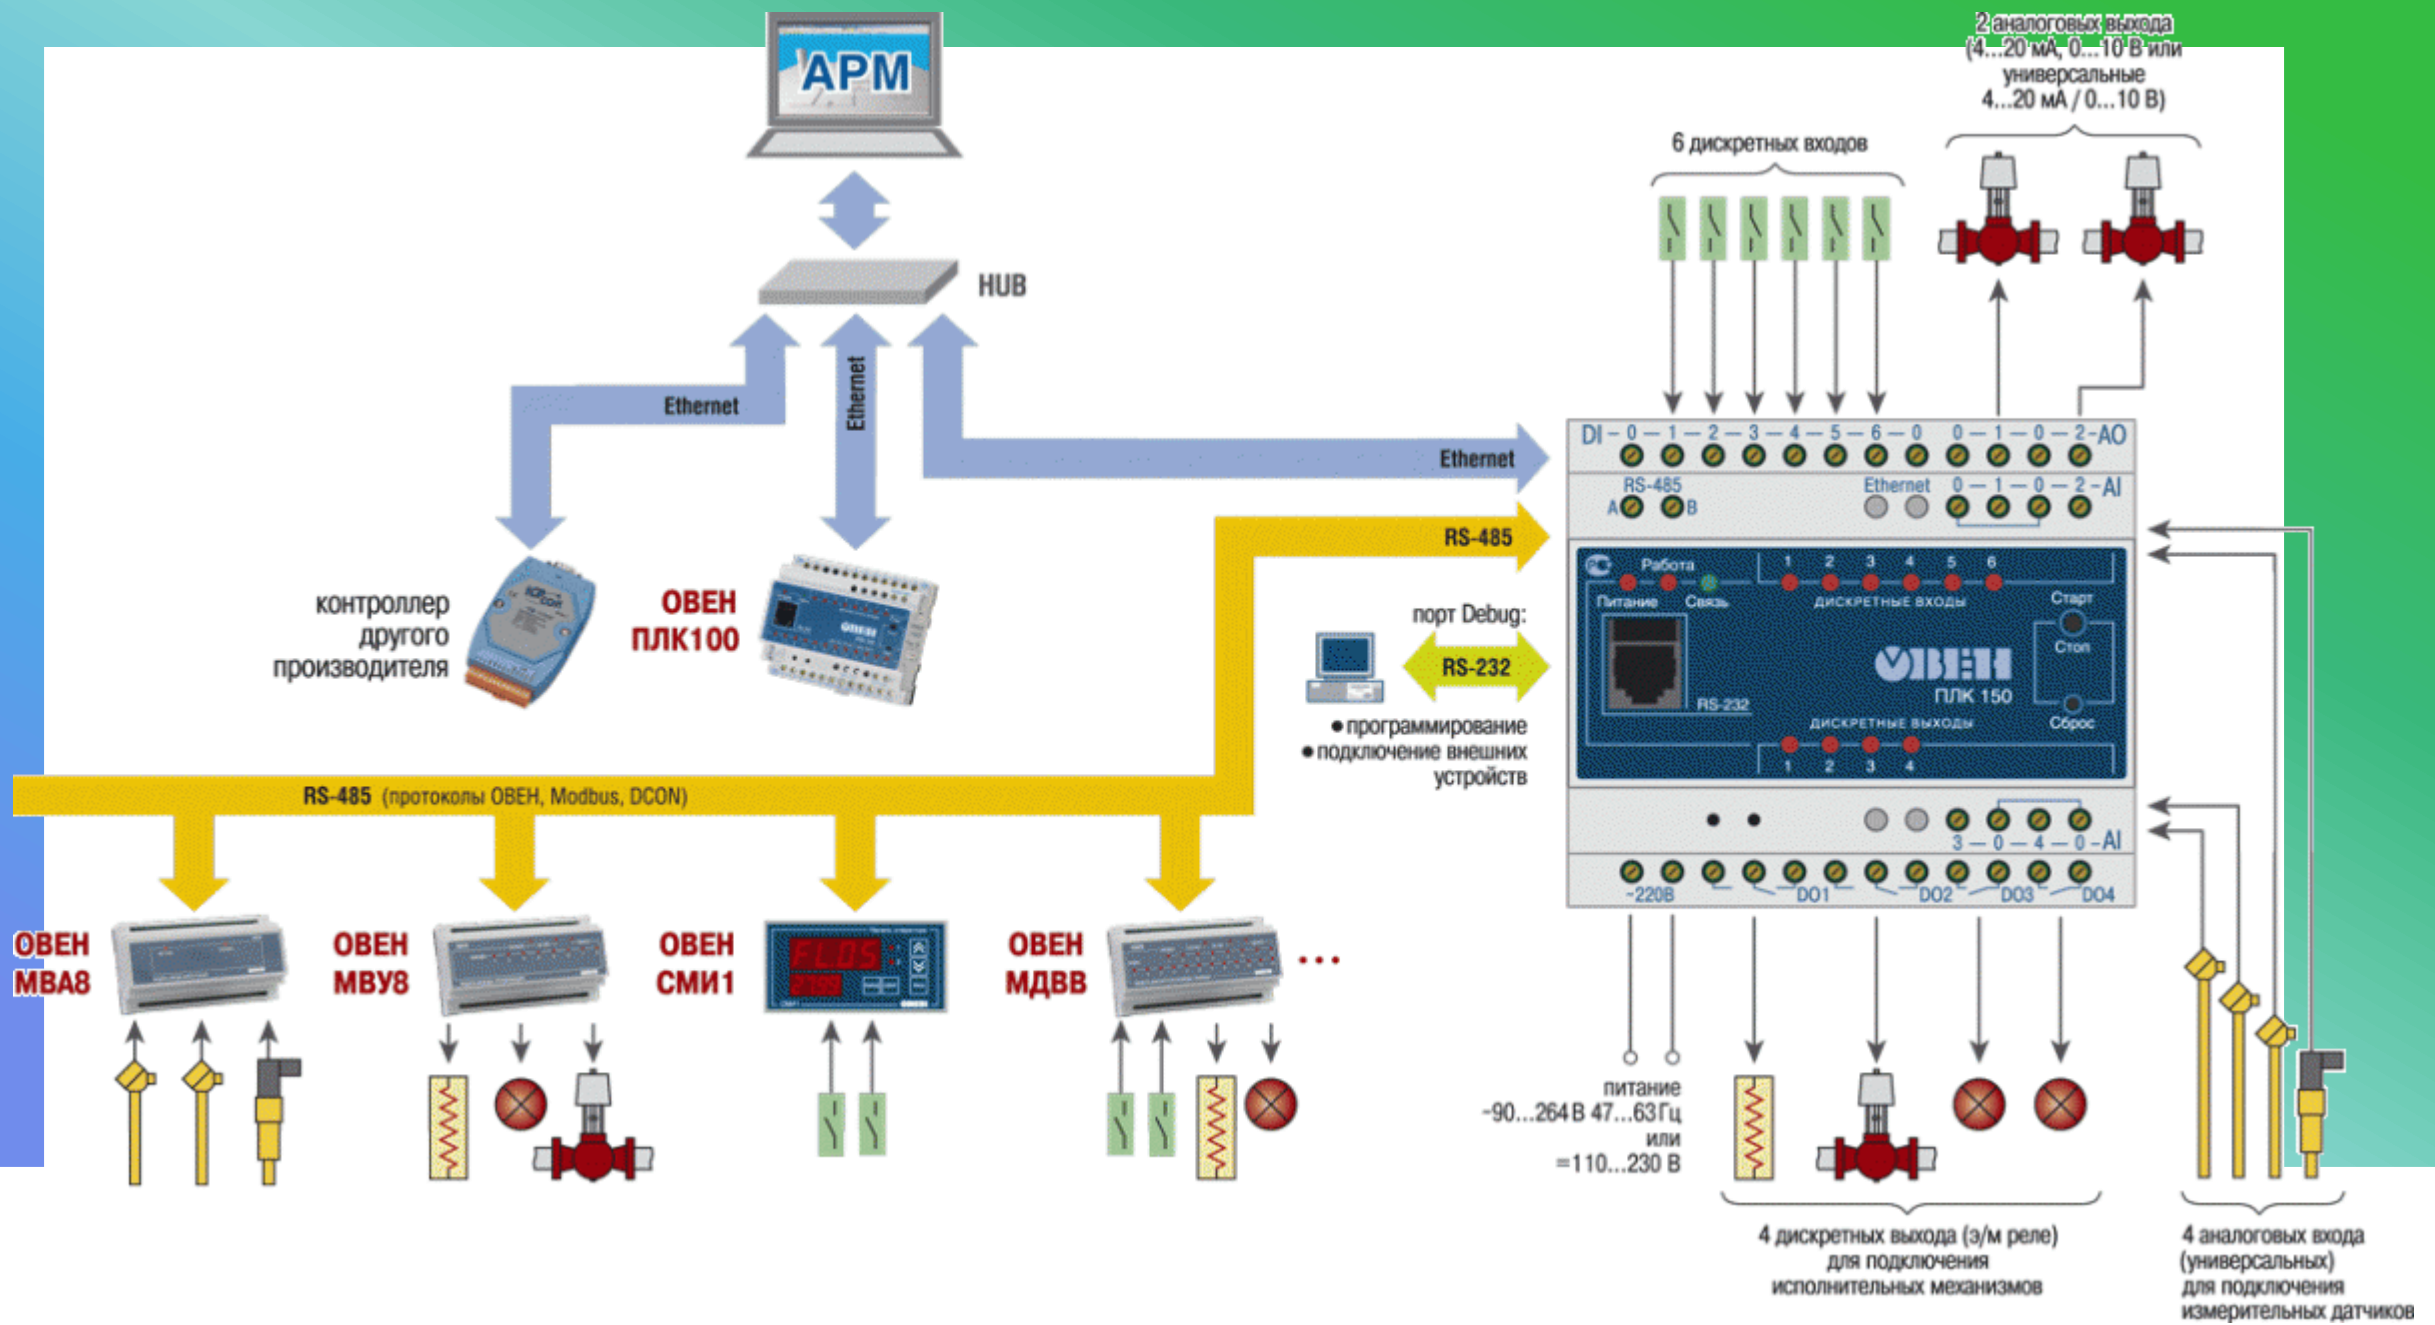 АРМ
HUB
Ethernet
Ethernet
Ethernet
RS-485
контроллер
другого
производителя
ОВЕН
ПЛК100
порт Debug:
RS-232
• программирование
• подключение внешних
устройств
RS-485 (протоколы ОВЕН, Modbus, DCON)
ОВЕН
МВА8
ОВЕН
МВУ8
ОВЕН
СМИ1
ОВЕН
МДВВ
...
6 дискретных входов
2 аналоговых выхода
(4...20 мА, 0...10 В или
универсальные
4...20 мА / 0...10 В)
DI – 0 – 1 – 2 – 3 – 4 – 5 – 6 – 0 0 – 1 – 0 – 2 – AO
RS-485 Ethernet 0 – 1 – 0 – 2 – AI
A B
Работа 1 2 3 4 5 6
Питание Связь ДИСКРЕТНЫЕ ВХОДЫ Старт
Стоп
ОВЕН
ПЛК 150
RS-232
ДИСКРЕТНЫЕ ВЫХОДЫ Сброс
1 2 3 4
3 – 0 – 4 – 0 – AI
~220В DO1 DO2 DO3 DO4
питание
~90...264 В 47...63 Гц
или
=110...230 В
4 дискретных выхода (э/м реле)
для подключения
исполнительных механизмов
4 аналоговых входа
(универсальных)
для подключения
измерительных датчиков